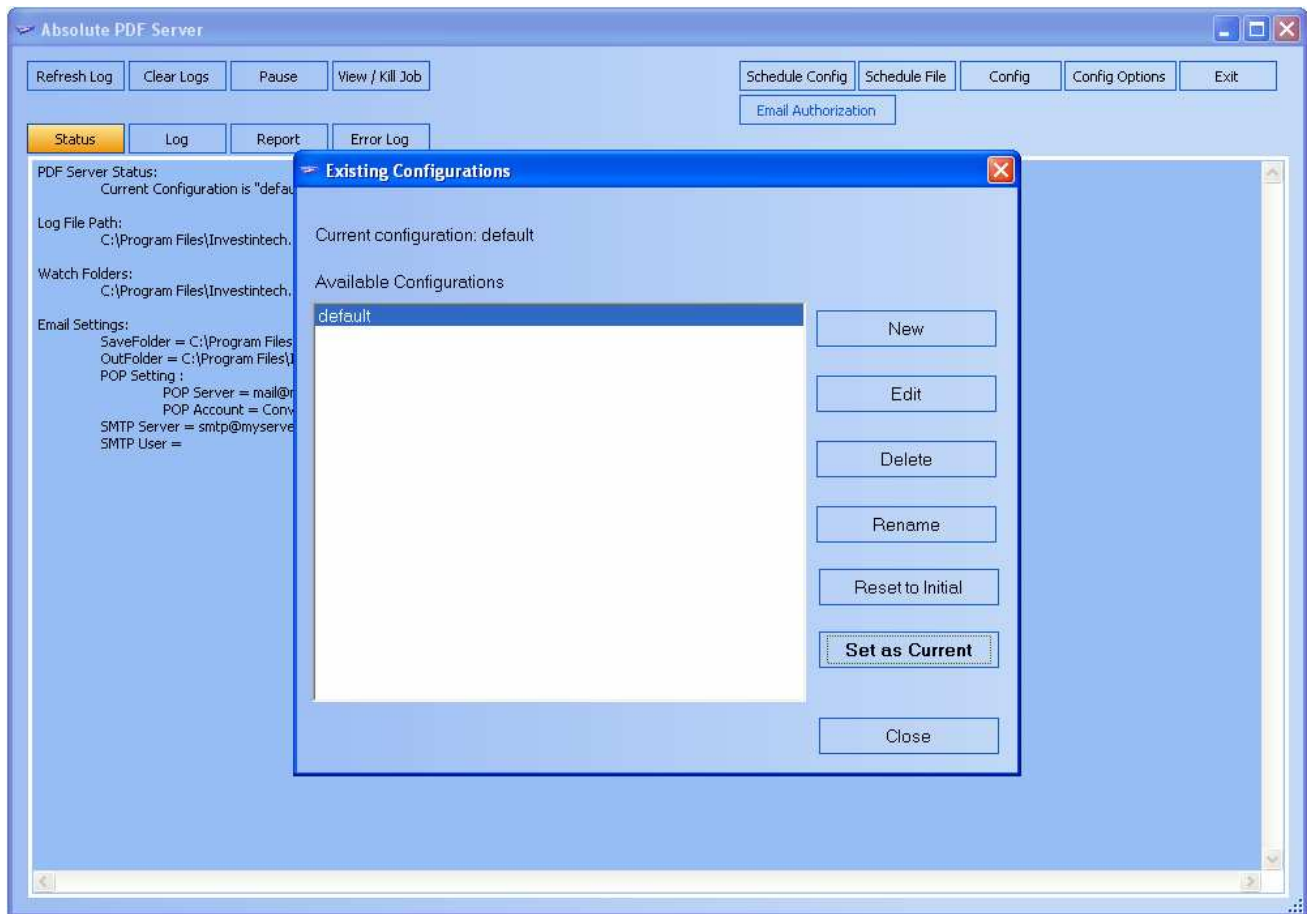 Absolute PDF Server
Refresh Log Clear Logs Pause View / Kill Job Schedule Config Schedule File Config Config Options Exit
Email Authorization
Status Log Report Error Log
PDF Server Status:
Current Configuration is "defau
Log File Path:
C:\Program Files\Investintech.
Watch Folders:
C:\Program Files\Investintech.
Email Settings:
SaveFolder = C:\Program Files
OutFolder = C:\Program Files\I
POP Setting :
POP Server = mail@
POP Account = Conv
SMTP Server = smtp@myserve
SMTP User =
Existing Configurations
Current configuration: default
Available Configurations
default
New
Edit
Delete
Rename
Reset to Initial
Set as Current
Close